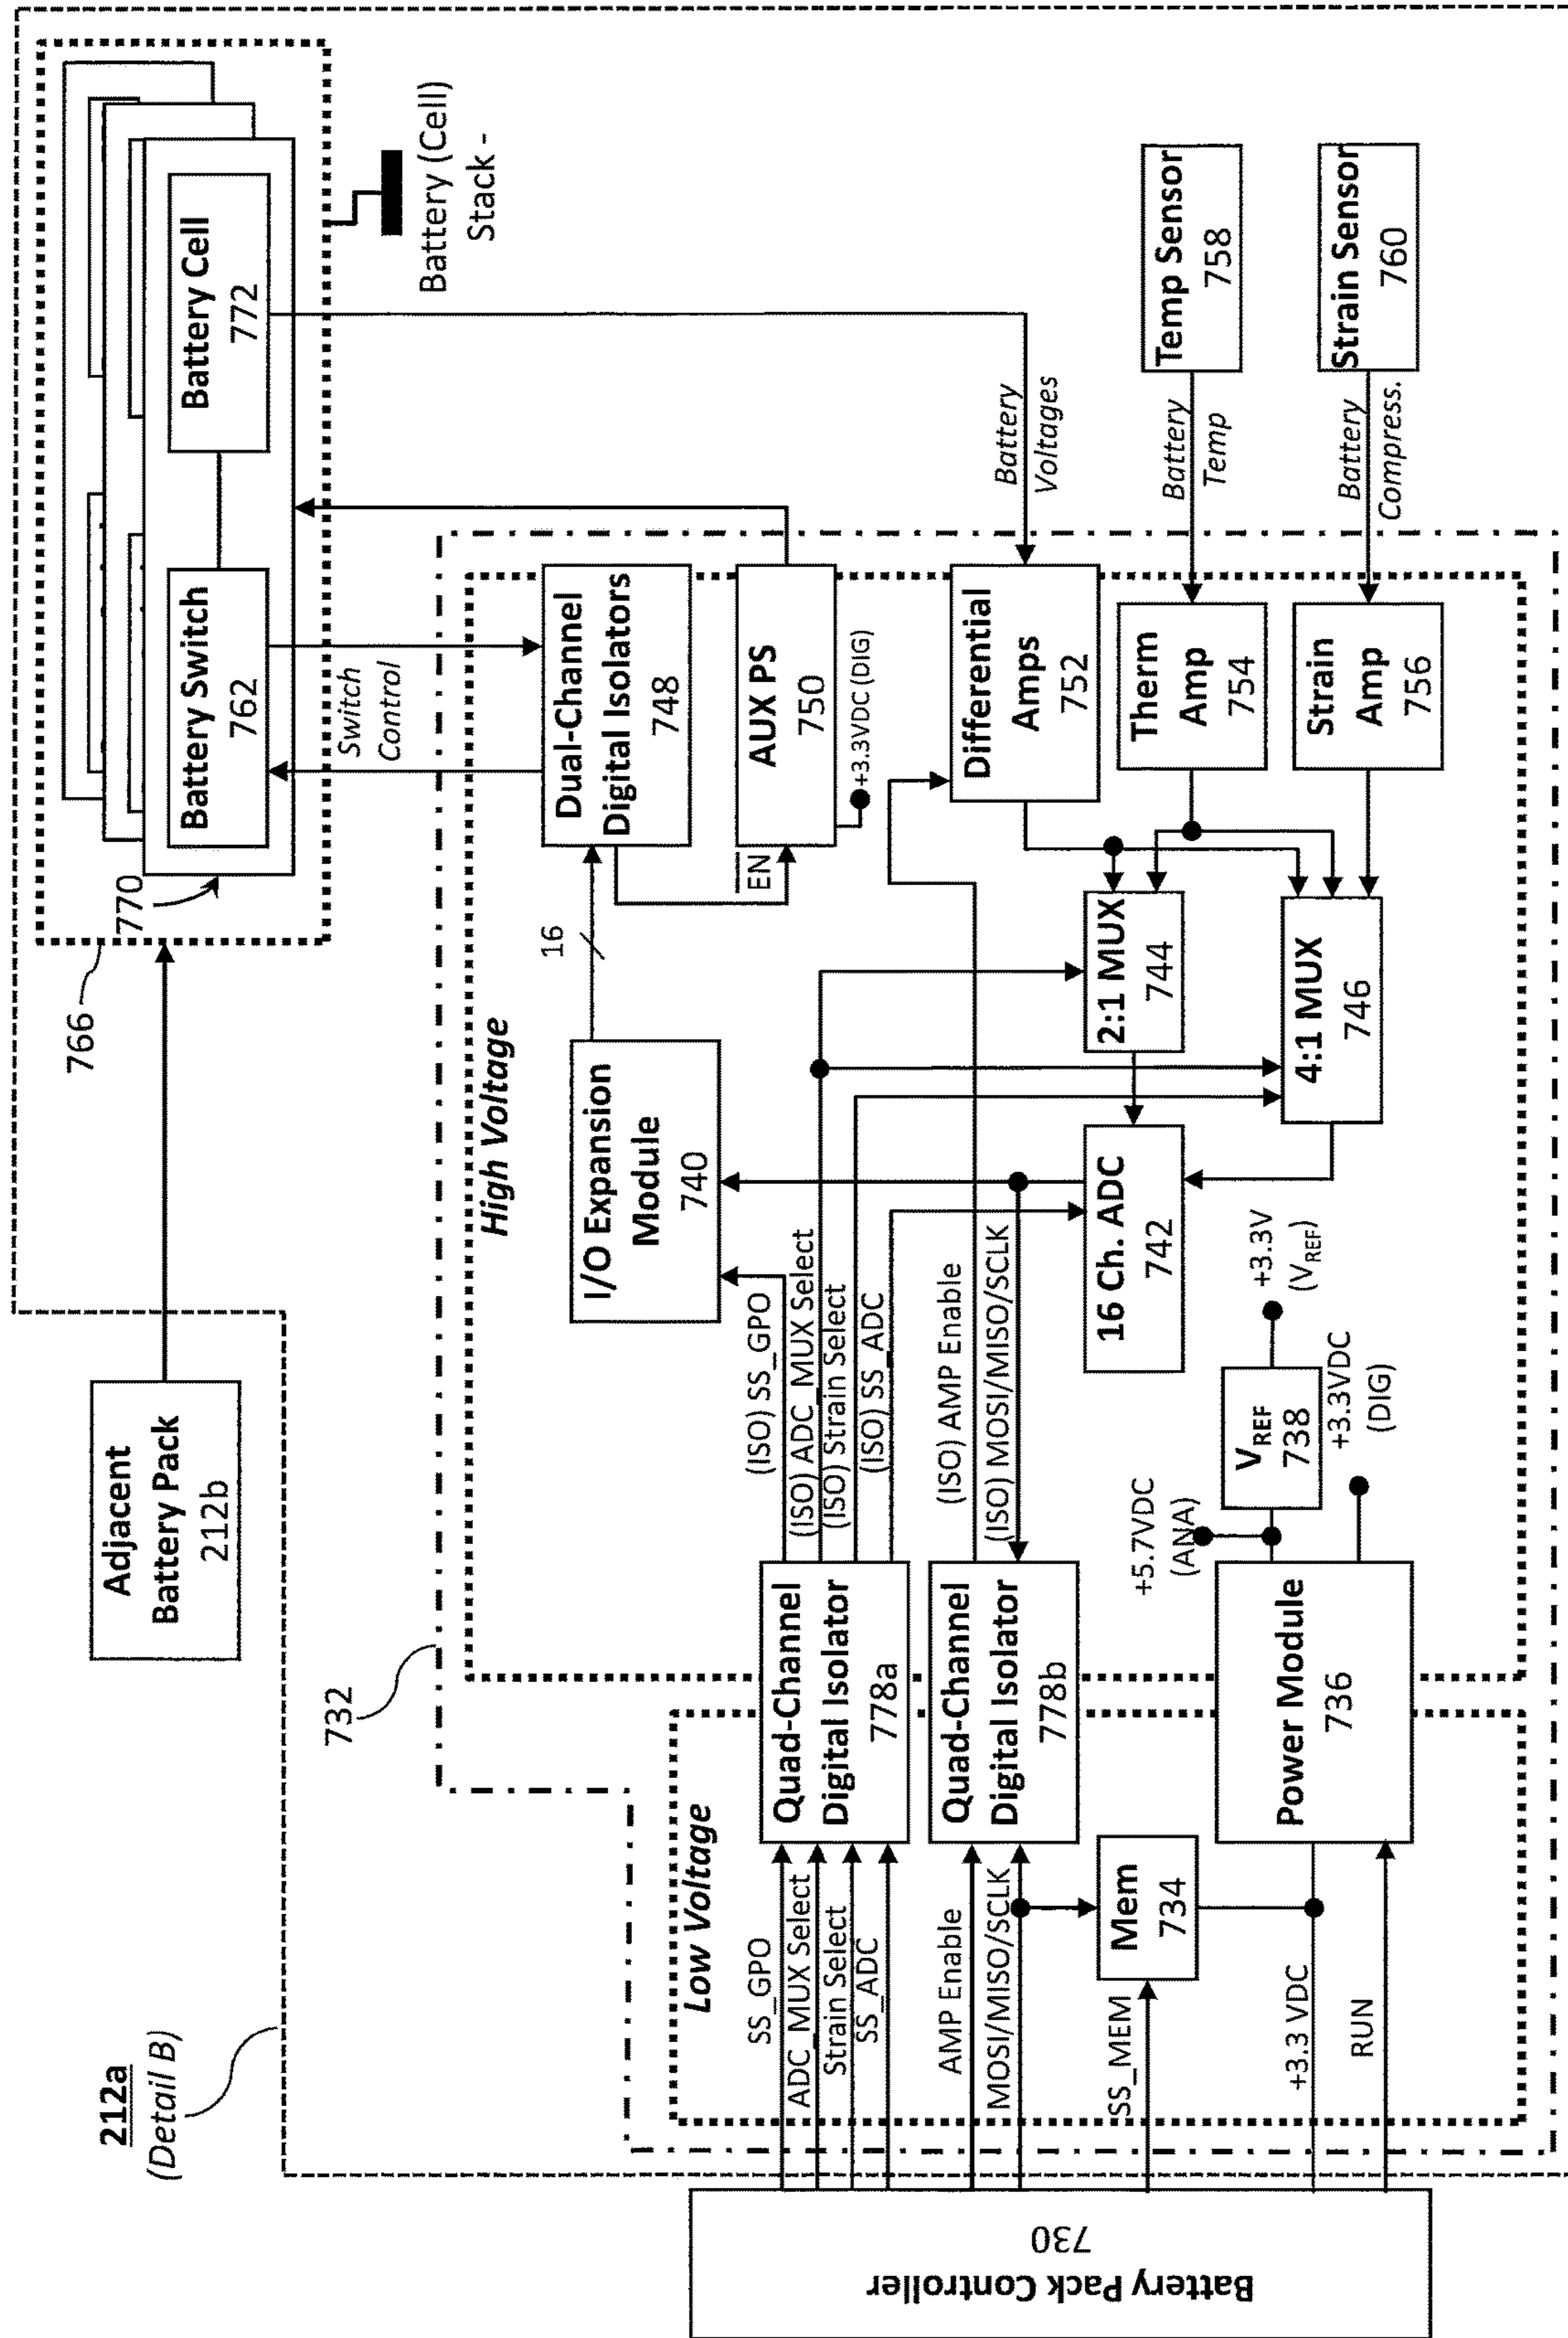 212a
(Detail B)
Adjacent
Battery Pack
212b
766
770
Battery Switch
762
Battery Cell
772
Battery (Cell)
Stack -
732
Switch
Control
High Voltage
Low Voltage
Battery Pack Controller
730
SS_GPO
ADC_MUX Select
Strain Select
SS_ADC
AMP Enable
MOSI/MISO/SCLK
SS_MEM
+3.3 VDC
RUN
Quad-Channel
Digital Isolator
778a
Quad-Channel
Digital Isolator
778b
Mem
734
Power Module
736
(ISO) SS_GPO
(ISO) ADC_MUX Select
(ISO) Strain Select
(ISO) SS_ADC
(ISO) AMP Enable
(ISO) MOSI/MISO/SCLK
+5.7VDC
(ANA)
VREF
738
+3.3V
(VREF)
+3.3VDC
(DIG)
I/O Expansion
Module
740
16
16 Ch. ADC
742
2:1 MUX
744
4:1 MUX
746
Dual-Channel
Digital Isolators
748
EN
AUX PS
750
+3.3VDC (DIG)
Differential
Amps
752
Therm
Amp
754
Strain
Amp
756
Battery
Voltages
Battery
Temp
Battery
Compress.
Temp Sensor
758
Strain Sensor
760